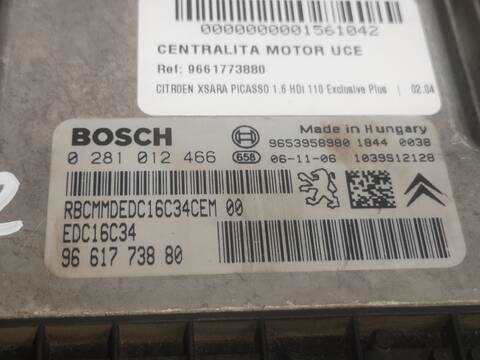 0000000001561042
CENTRALITA MOTOR UCE
Ref: 9661773880
CITROEN XSARA PICASSO 1.6 HDi 110 Exclusive Plus | 02.04
BOSCH
Made in Hungary
9653958980 1844 0038
0 281 012 466 658 06-11-06 1039S12128
RBCMMDEDC16C34CEM 00
EDC16C34
96 617 738 80
2